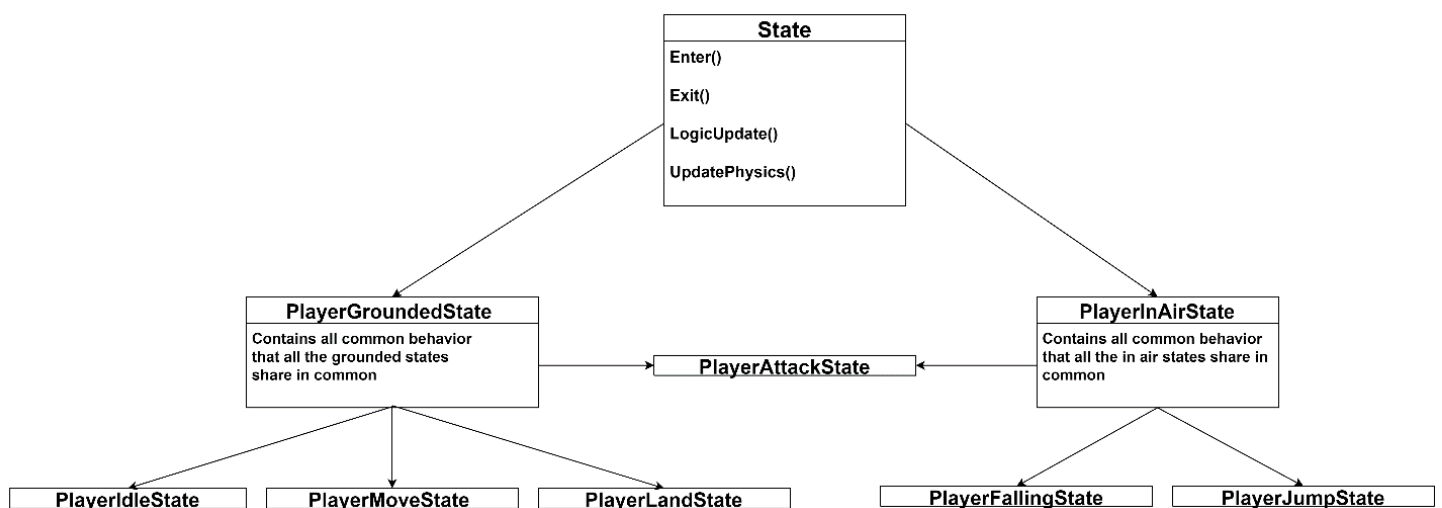 State
Enter()
Exit()
LogicUpdate()
UpdatePhysics()
PlayerGroundedState
Contains all common behavior
that all the grounded states
share in common
PlayerInAirState
Contains all common behavior
that all the in air states share in
common
PlayerAttackState
PlayerIdleState
PlayerMoveState
PlayerLandState
PlayerFallingState
PlayerJumpState